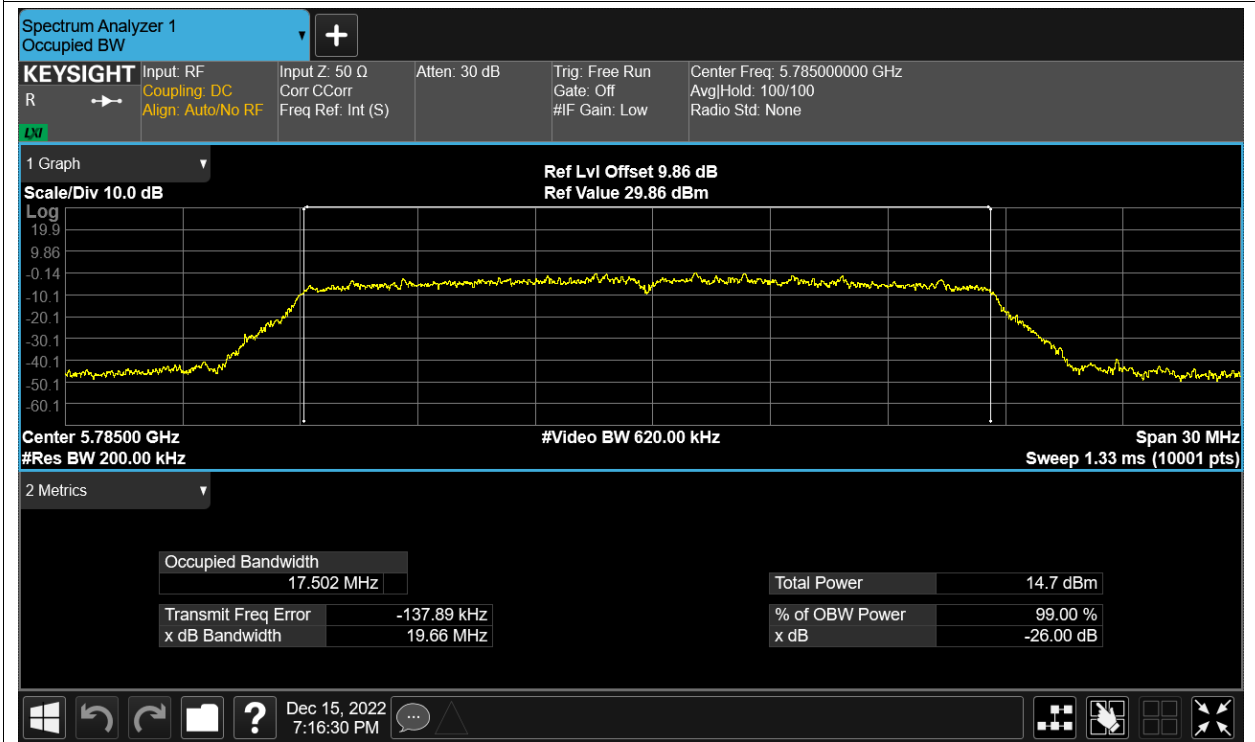 Spectrum Analyzer 1
Occupied BW
KEYSIGHT
R
LXI
Input: RF
Coupling: DC
Align: Auto/No RF
Input Z: 50 Ω
Corr CCorr
Freq Ref: Int (S)
Atten: 30 dB
Trig: Free Run
Gate: Off
#IF Gain: Low
Center Freq: 5.785000000 GHz
Avg|Hold: 100/100
Radio Std: None
1 Graph
Scale/Div 10.0 dB
Ref Lvl Offset 9.86 dB
Ref Value 29.86 dBm
Log
19.9
9.86
-0.14
-10.1
-20.1
-30.1
-40.1
-50.1
-60.1
Center 5.78500 GHz
#Res BW 200.00 kHz
#Video BW 620.00 kHz
Span 30 MHz
Sweep 1.33 ms (10001 pts)
2 Metrics
Occupied Bandwidth
17.502 MHz
Transmit Freq Error -137.89 kHz
x dB Bandwidth 19.66 MHz
Total Power 14.7 dBm
% of OBW Power 99.00 %
x dB -26.00 dB
?
Dec 15, 2022
7:16:30 PM